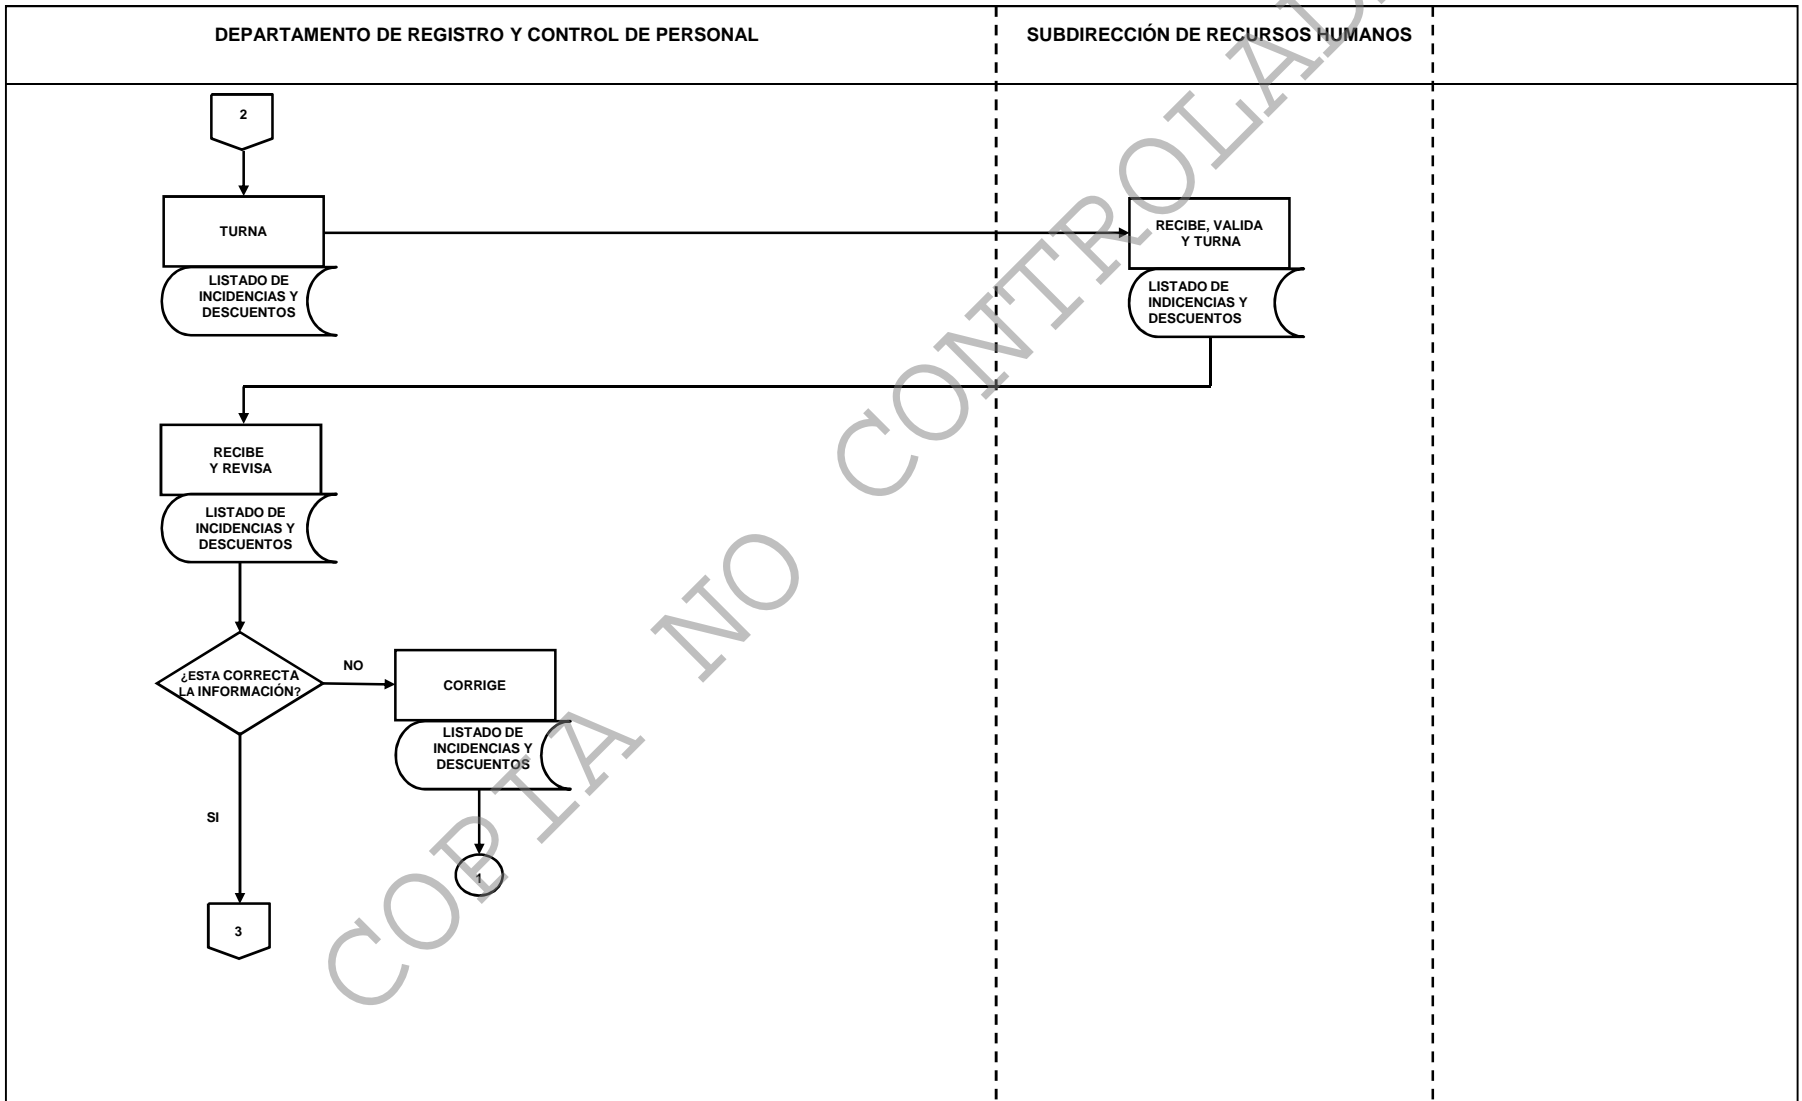 DEPARTAMENTO DE REGISTRO Y CONTROL DE PERSONAL
SUBDIRECCIÓN DE RECURSOS HUMANOS
2
TURNA
LISTADO DE
INCIDENCIAS Y
DESCUENTOS
RECIBE, VALIDA
Y TURNA
LISTADO DE
INDICENCIAS Y
DESCUENTOS
RECIBE
Y REVISA
LISTADO DE
INCIDENCIAS Y
DESCUENTOS
¿ESTA CORRECTA
LA INFORMACIÓN?
NO
CORRIGE
LISTADO DE
INCIDENCIAS Y
DESCUENTOS
SI
1
3
COPIA NO CONTROLAD